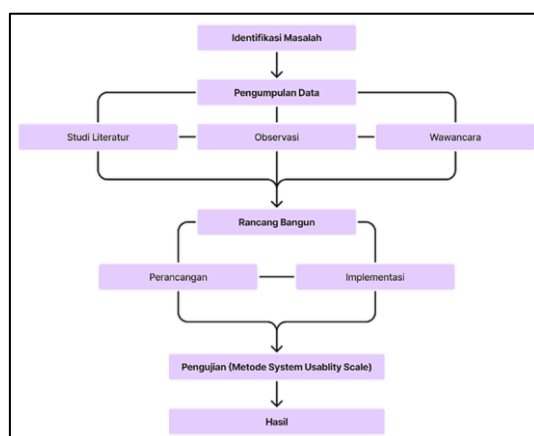 Identifikasi Masalah
Pengumpulan Data
Studi Literatur
Observasi
Wawancara
Rancang Bangun
Perancangan
Implementasi
Pengujian (Metode System Usablity Scale)
Hasil